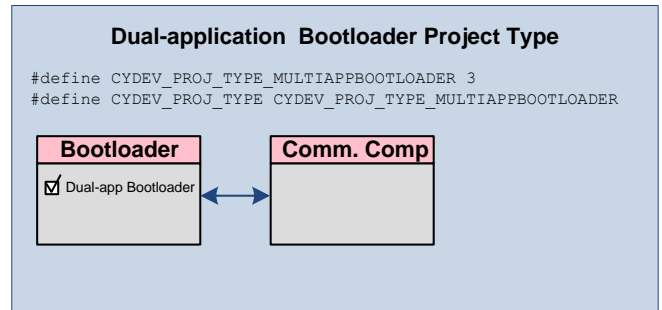 Dual-application Bootloader Project Type
#define CYDEV_PROJ_TYPE_MULTIAPPBOOTLOADER 3
#define CYDEV_PROJ_TYPE CYDEV_PROJ_TYPE_MULTIAPPBOOTLOADER
Bootloader
Comm. Comp
Dual-app Bootloader